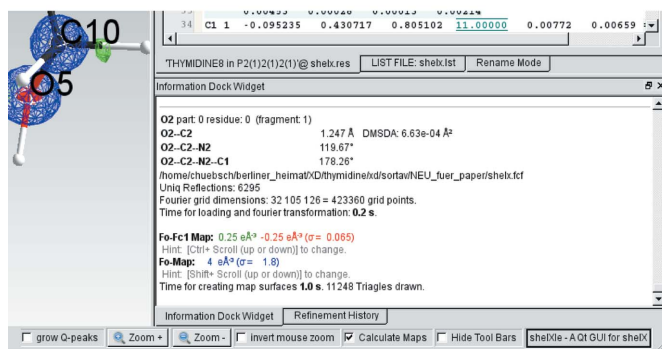 C10
O5
34 C1 1 -0.095235 0.430717 0.805102 11.00000 0.00772 0.00659
'THYMIDINE8 in P2(1)2(1)2(1)'@ shelx.res LIST FILE: shelx.lst Rename Mode
Information Dock Widget
O2 part: 0 residue: 0 (fragment: 1)
O2--C2 1.247 Å DMSDA: 6.63e-04 Å²
O2--C2--N2 119.67°
O2--C2--N2--C1 178.26°
/home/chuebsch/berliner_heimat/XD/thymidine/xd/sortav/NEU_fuer_paper/shelx.fcf
Uniq Reflections: 6295
Fourier grid dimensions: 32 105 126 = 423360 grid points.
Time for loading and fourier transformation: 0.2 s.
Fo-Fc1 Map: 0.25 eÅ⁻³ -0.25 eÅ⁻³ (σ= 0.065)
Hint: [Ctrl+ Scroll (up or down)] to change.
Fo-Map: 4 eÅ⁻³ (σ= 1.8)
Hint: [Shift+ Scroll (up or down)] to change.
Time for creating map surfaces 1.0 s. 11248 Triagles drawn.
Information Dock Widget Refinement History
grow Q-peaks Zoom + Zoom - invert mouse zoom Calculate Maps Hide Tool Bars shelXle - A Qt GUI for shelX